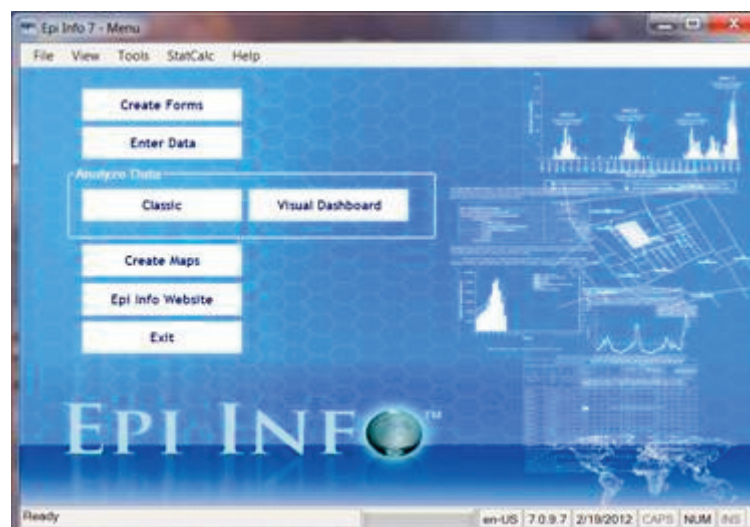 Epi Info 7 - Menu
File View Tools StatCalc Help
Create Forms
Enter Data
Analyze Data
Classic Visual Dashboard
Create Maps
Epi Info Website
Exit
EPI INFO™
Ready en-US 7.0.9.7 2/19/2012 CAPS NUM INS